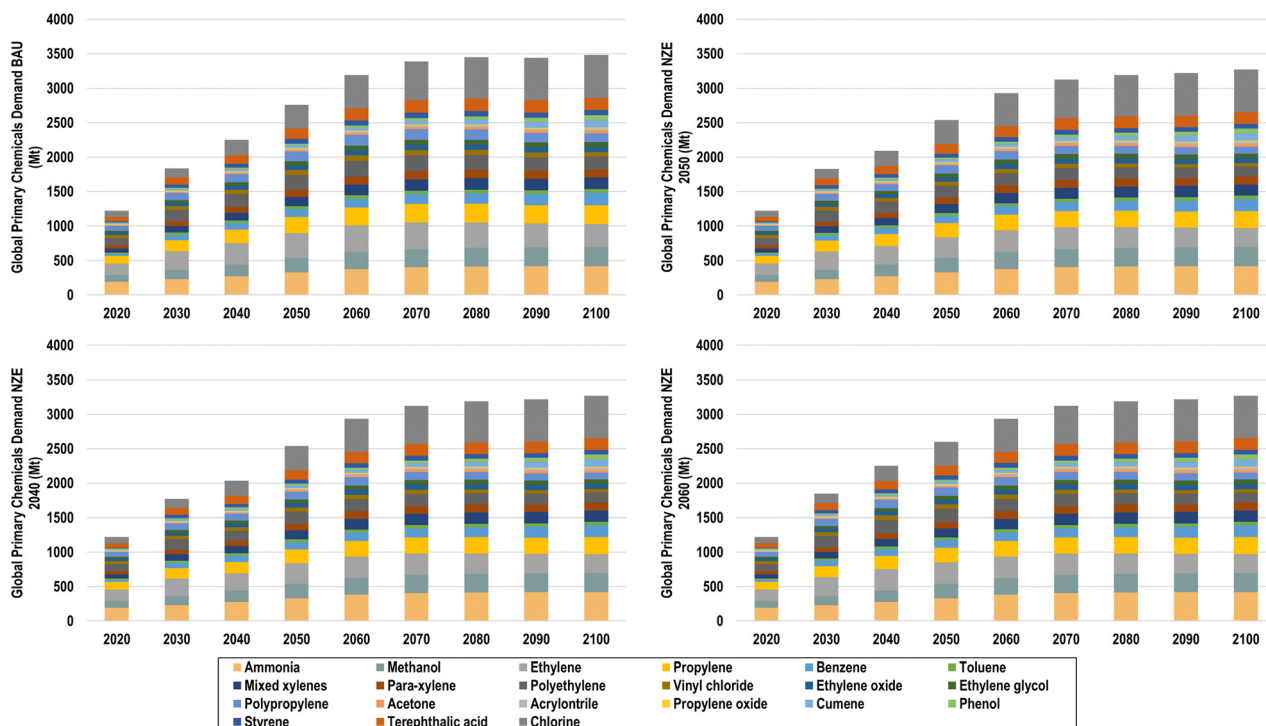 Global Primary Chemicals Demand BAU
(Mt)
4000
3500
3000
2500
2000
1500
1000
500
0
2020 2030 2040 2050 2060 2070 2080 2090 2100
Global Primary Chemicals Demand NZE
2050 (Mt)
4000
3500
3000
2500
2000
1500
1000
500
0
2020 2030 2040 2050 2060 2070 2080 2090 2100
Global Primary Chemicals Demand NZE
2040 (Mt)
4000
3500
3000
2500
2000
1500
1000
500
0
2020 2030 2040 2050 2060 2070 2080 2090 2100
Global Primary Chemicals Demand NZE
2060 (Mt)
4000
3500
3000
2500
2000
1500
1000
500
0
2020 2030 2040 2050 2060 2070 2080 2090 2100
Ammonia Methanol Ethylene Propylene Benzene Toluene
Mixed xylenes Para-xylene Polyethylene Vinyl chloride Ethylene oxide Ethylene glycol
Polypropylene Acetone Acrylontrile Propylene oxide Cumene Phenol
Styrene Terephthalic acid Chlorine